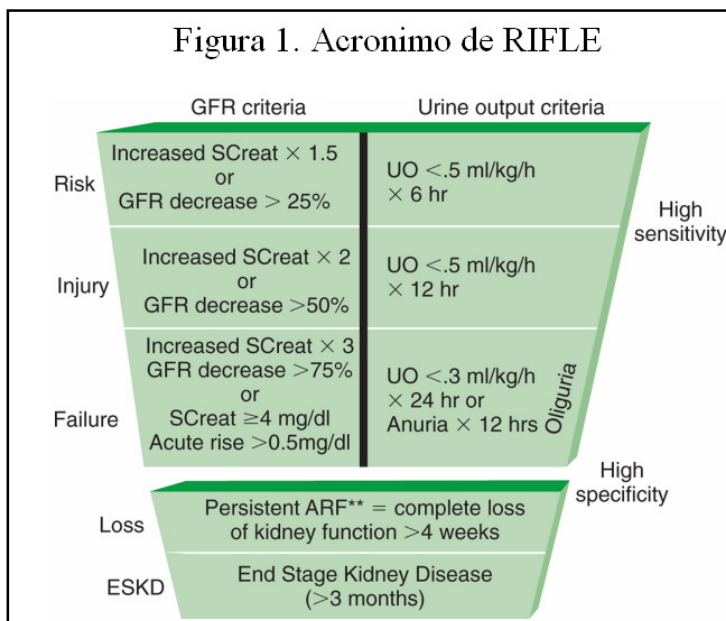 Figura 1. Acronimo de RIFLE
GFR criteria
Urine output criteria
Risk
Increased SCreat × 1.5
or
GFR decrease > 25%
UO <.5 ml/kg/h
× 6 hr
High
sensitivity
Injury
Increased SCreat × 2
or
GFR decrease >50%
UO <.5 ml/kg/h
× 12 hr
Failure
Increased SCreat × 3
GFR decrease >75%
or
SCreat ≥4 mg/dl
Acute rise >0.5mg/dl
UO <.3 ml/kg/h
× 24 hr or
Anuria × 12 hrs
Oliguria
High
specificity
Loss
Persistent ARF** = complete loss
of kidney function >4 weeks
ESKD
End Stage Kidney Disease
(>3 months)